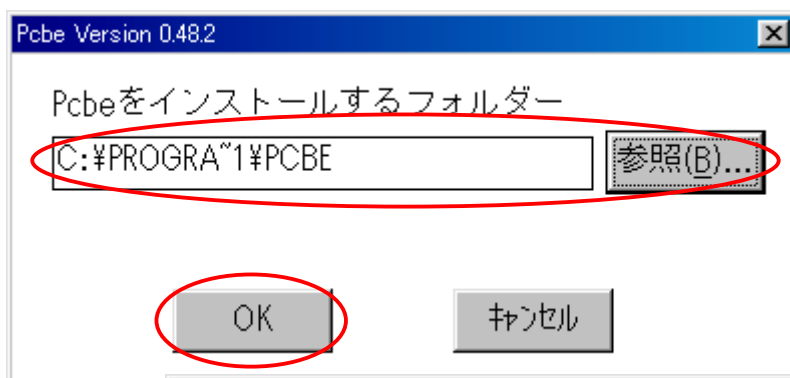 Pcbe Version 0.48.2
Pcbeをインストールするフォルダー
C:¥PROGRA~1¥PCBE
参照(B)...
OK
ｷｬﾝｾﾙ